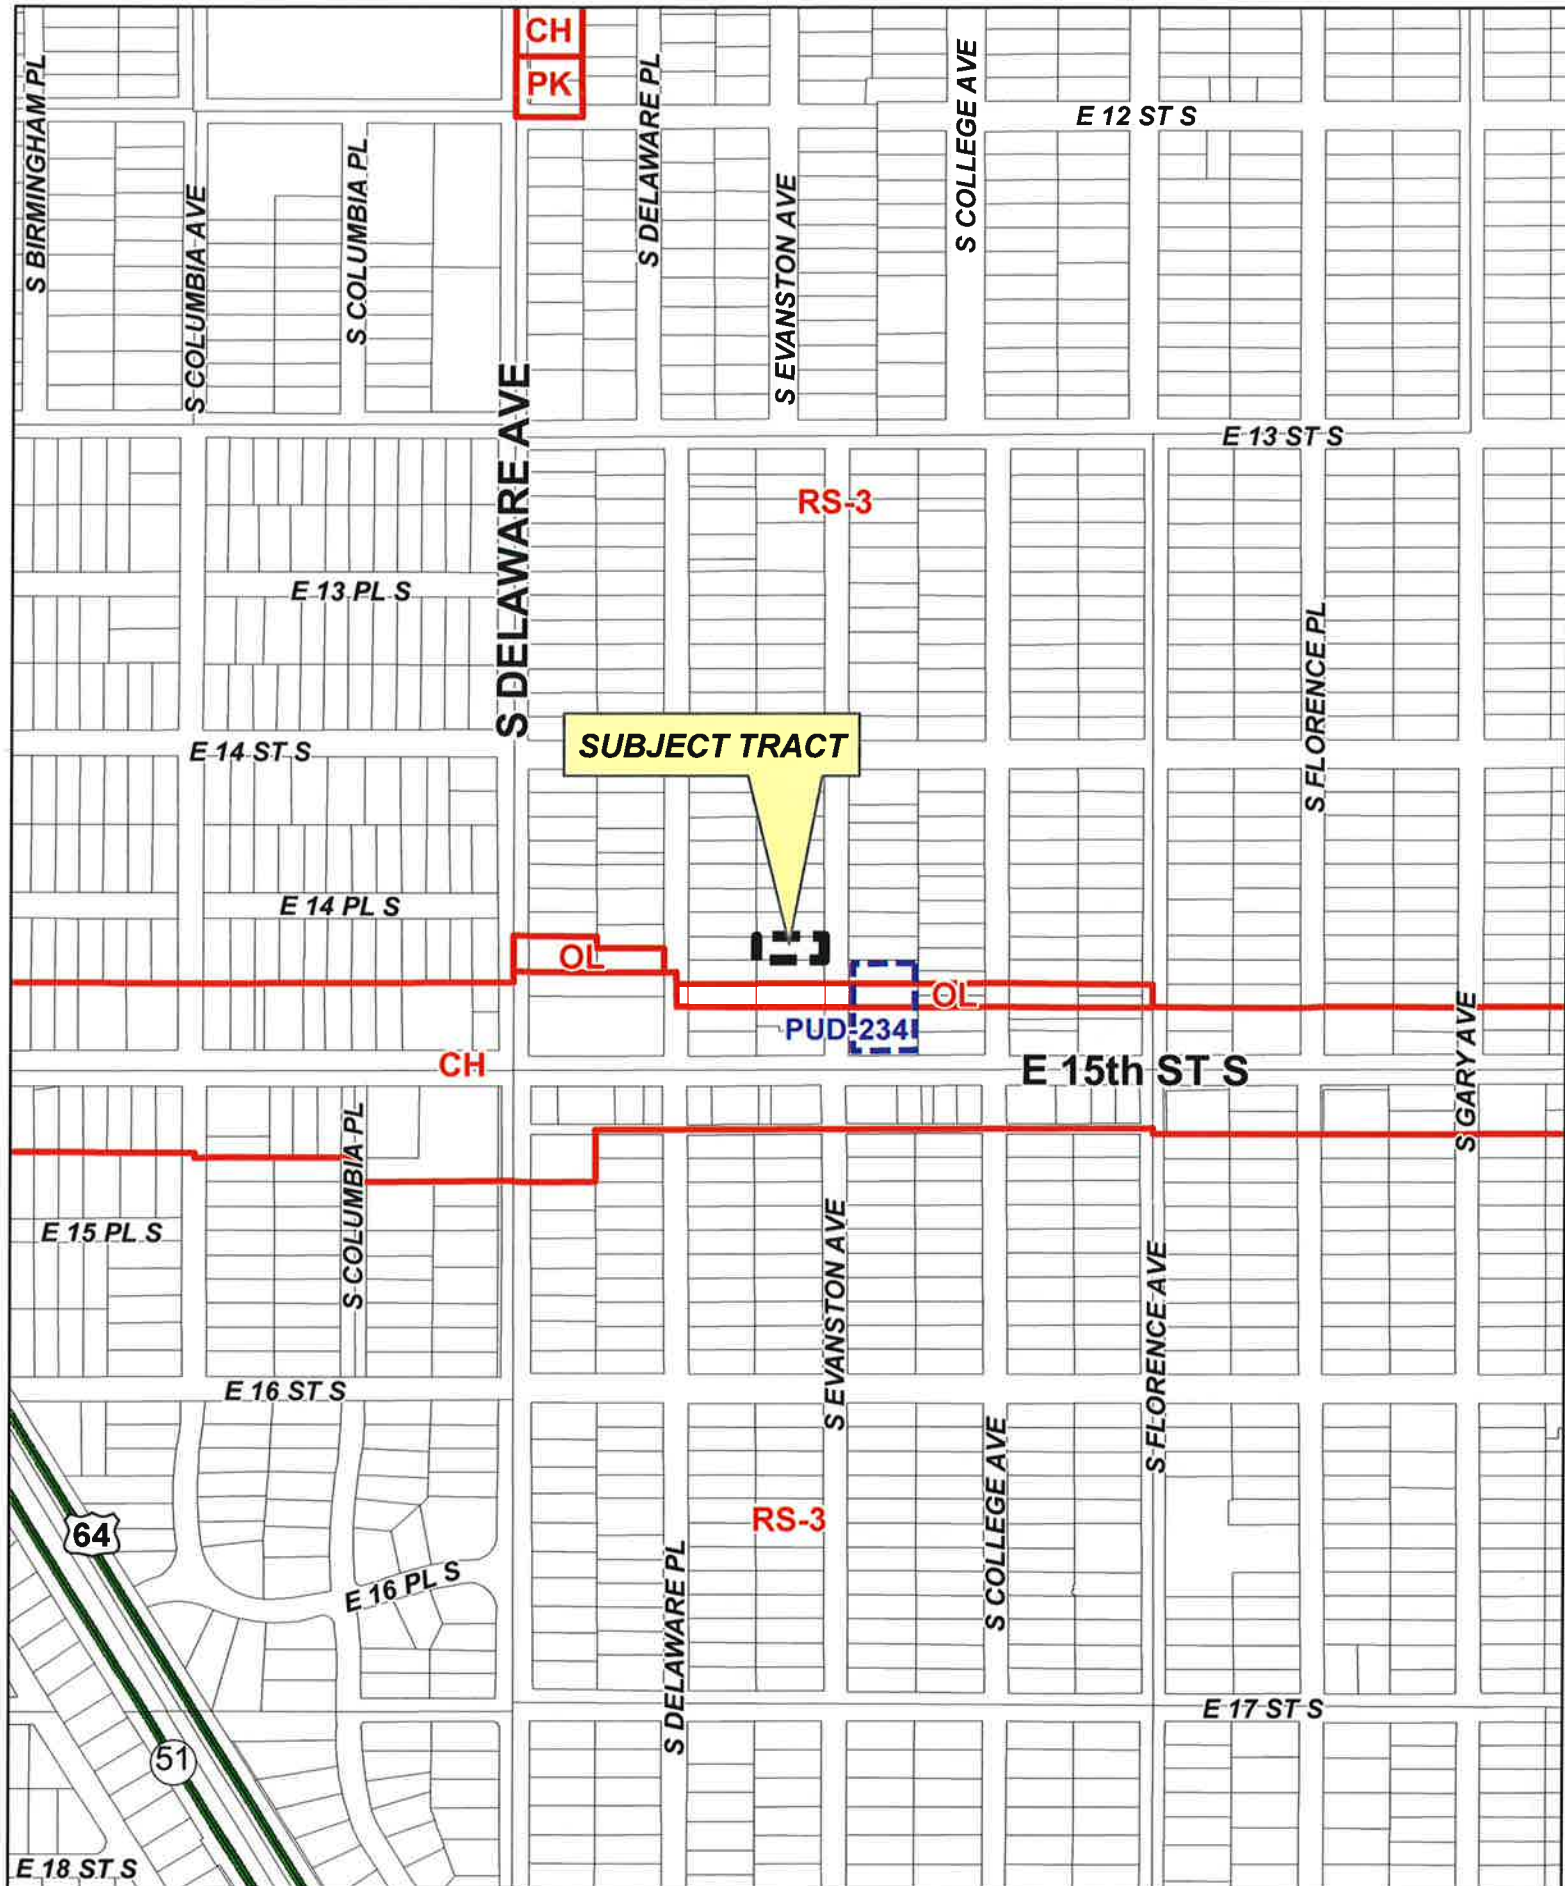 CH
PK
S BIRMINGHAM PL
S COLUMBIA AVE
S COLUMBIA PL
S DELAWARE PL
S EVANSTON AVE
S COLLEGE AVE
E 12 ST S
S DELAWARE AVE
E 13 ST S
RS-3
E 13 PL S
S FLORENCE PL
SUBJECT TRACT
E 14 ST S
E 14 PL S
OL
OL
PUD-234
CH
E 15th ST S
S GARY AVE
S COLUMBIA PL
E 15 PL S
S EVANSTON AVE
S FLORENCE AVE
E 16 ST S
S COLLEGE AVE
RS-3
64
E 16 PL S
S DELAWARE PL
E 17 ST S
51
E 18 ST S